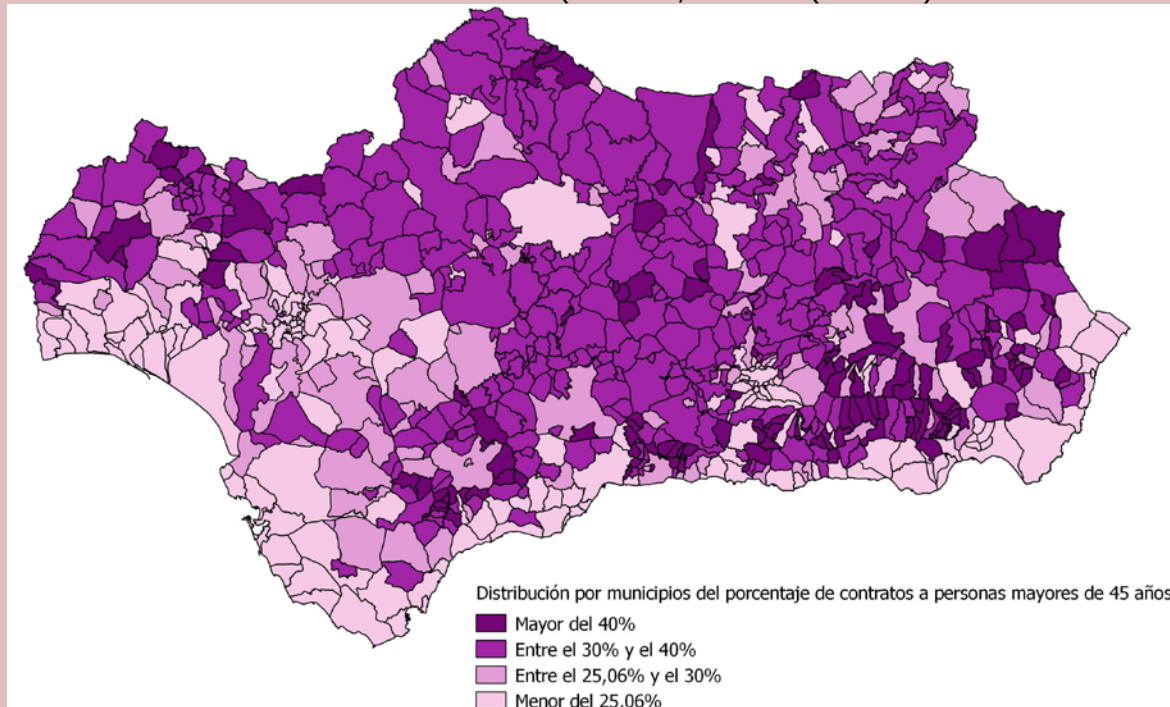 Distribución por municipios del porcentaje de contratos a personas mayores de 45 años
Mayor del 40%
Entre el 30% y el 40%
Entre el 25,06% y el 30%
Menor del 25,06%